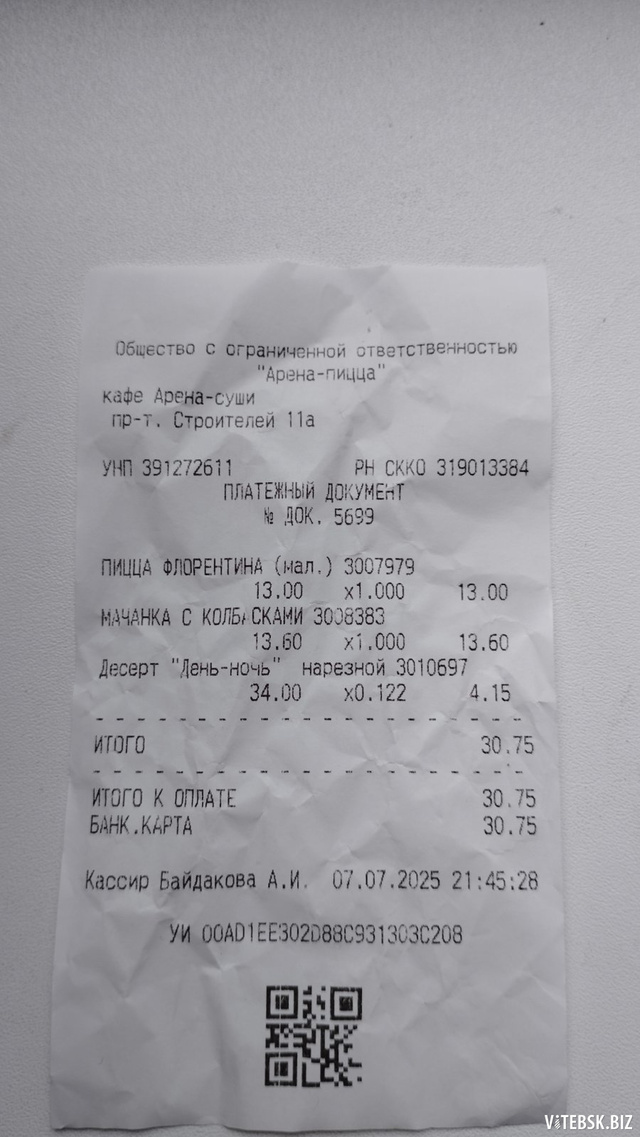 Общество с ограниченной ответственностью
"Арена-пицца"
кафе Арена-суши
пр-т. Строителей 11а
УНП 391272611 РН СККО 319013384
ПЛАТЕЖНЫЙ ДОКУМЕНТ
№ ДОК. 5699
ПИЦЦА ФЛОРЕНТИНА (мал.) 3007979
13.00 x1.000 13.00
МАЧАНКА С КОЛБАСКАМИ 3008383
13.60 x1.000 13.60
Десерт "День-ночь" нарезной 3010697
34.00 x0.122 4.15
ИТОГО 30.75
ИТОГО К ОПЛАТЕ 30.75
БАНК.КАРТА 30.75
Кассир Байдакова А.И. 07.07.2025 21:45:28
УИ 00AD1EE302D88C931303C208
VITEBSK.BIZ